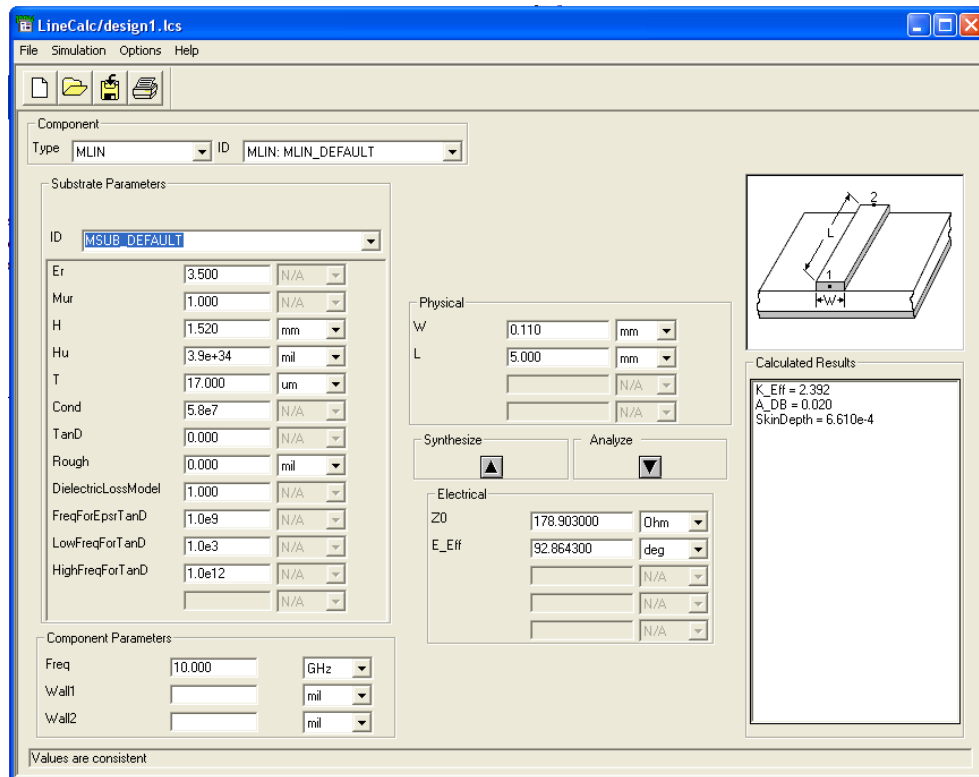 LineCalc/design1.lcs
File Simulation Options Help
Component
Type MLIN ID MLIN: MLIN_DEFAULT
Substrate Parameters
ID MSUB_DEFAULT
Er 3.500 N/A
Mur 1.000 N/A
H 1.520 mm
Hu 3.9e+34 mil
T 17.000 um
Cond 5.8e7 N/A
TanD 0.000 N/A
Rough 0.000 mil
DielectricLossModel 1.000 N/A
FreqForEpsrTanD 1.0e9 N/A
LowFreqForTanD 1.0e3 N/A
HighFreqForTanD 1.0e12 N/A
N/A
Component Parameters
Freq 10.000 GHz
Wall1 mil
Wall2 mil
Physical
W 0.110 mm
L 5.000 mm
N/A
N/A
Synthesize Analyze
Electrical
Z0 178.903000 Ohm
E_Eff 92.864300 deg
N/A
N/A
N/A
2
L
1
W
Calculated Results
K_Eff = 2.392
A_DB = 0.020
SkinDepth = 6.610e-4
Values are consistent